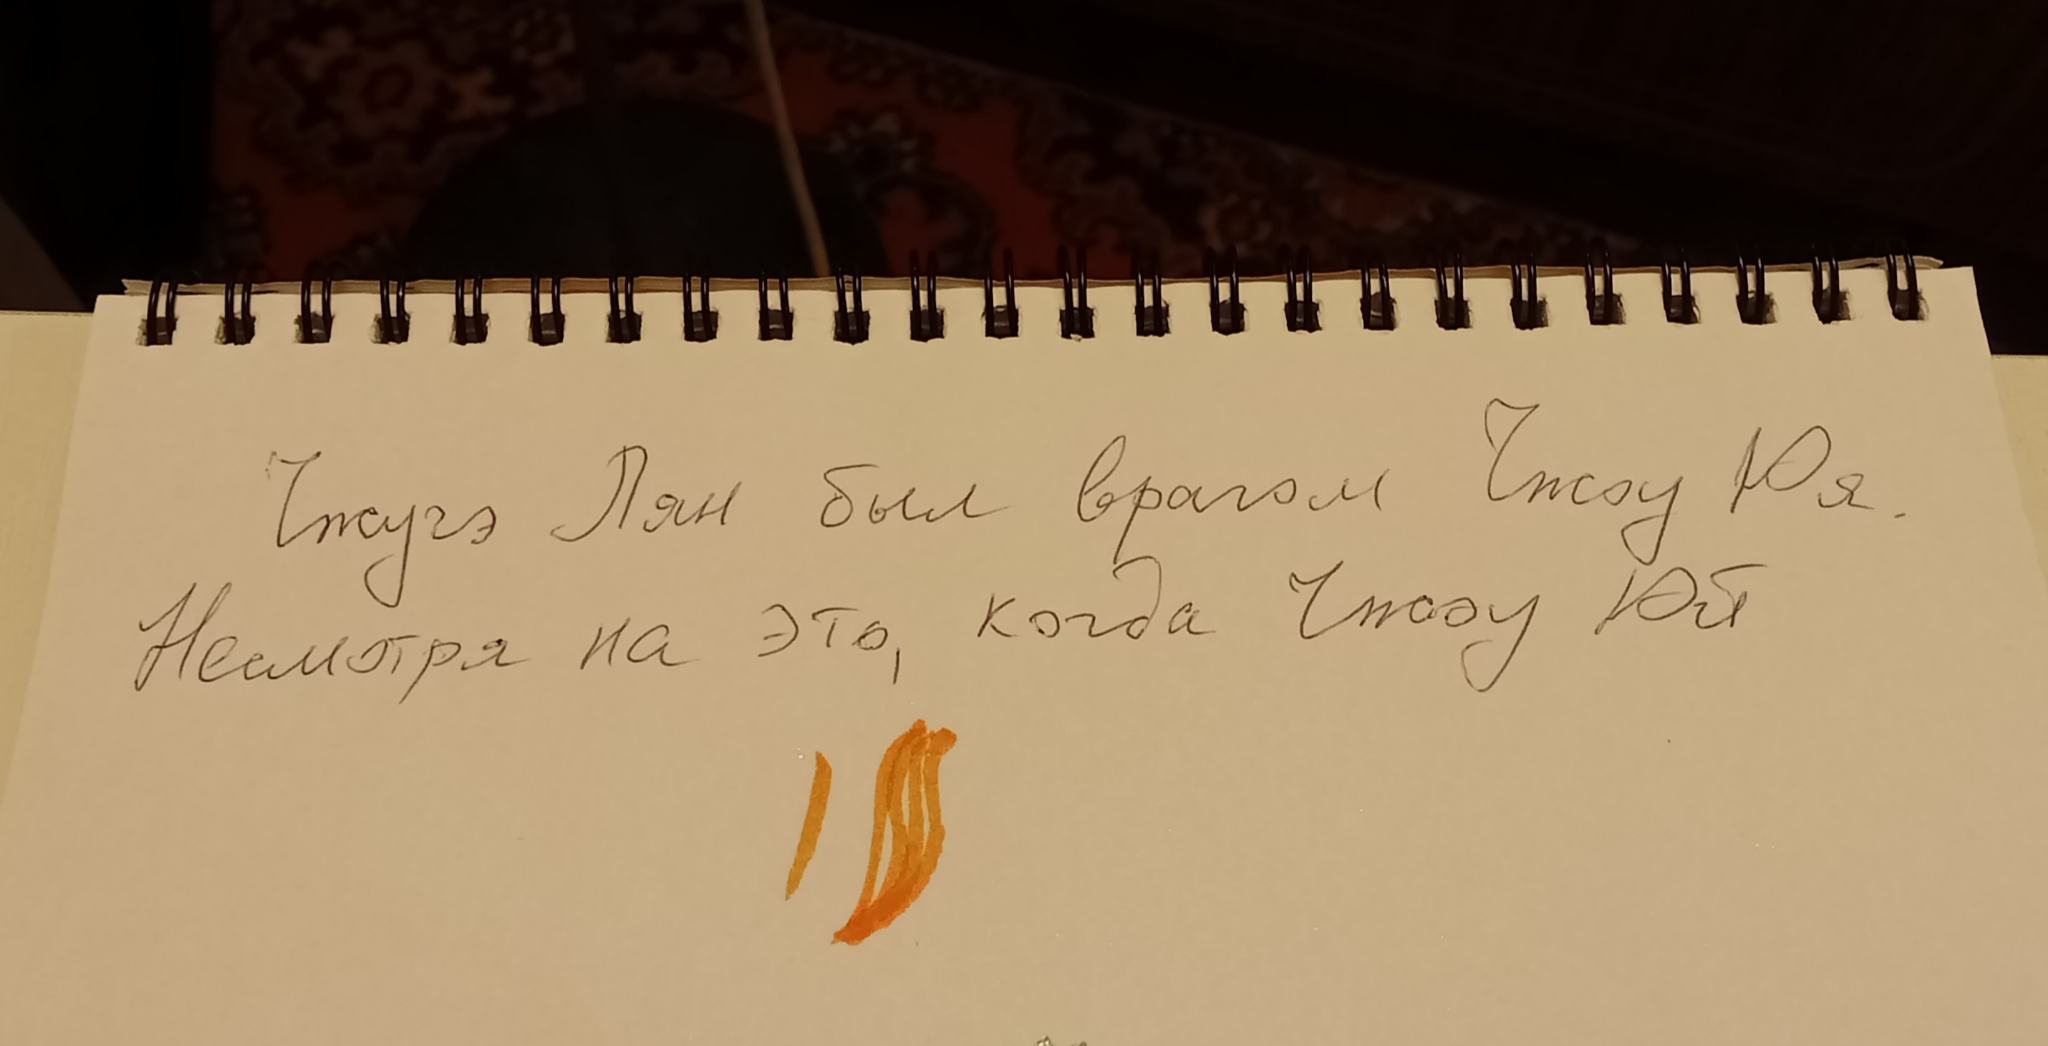 Чжугэ Лян был врагом Чжоу Юя.
Несмотря на это, когда Чжоу Юй